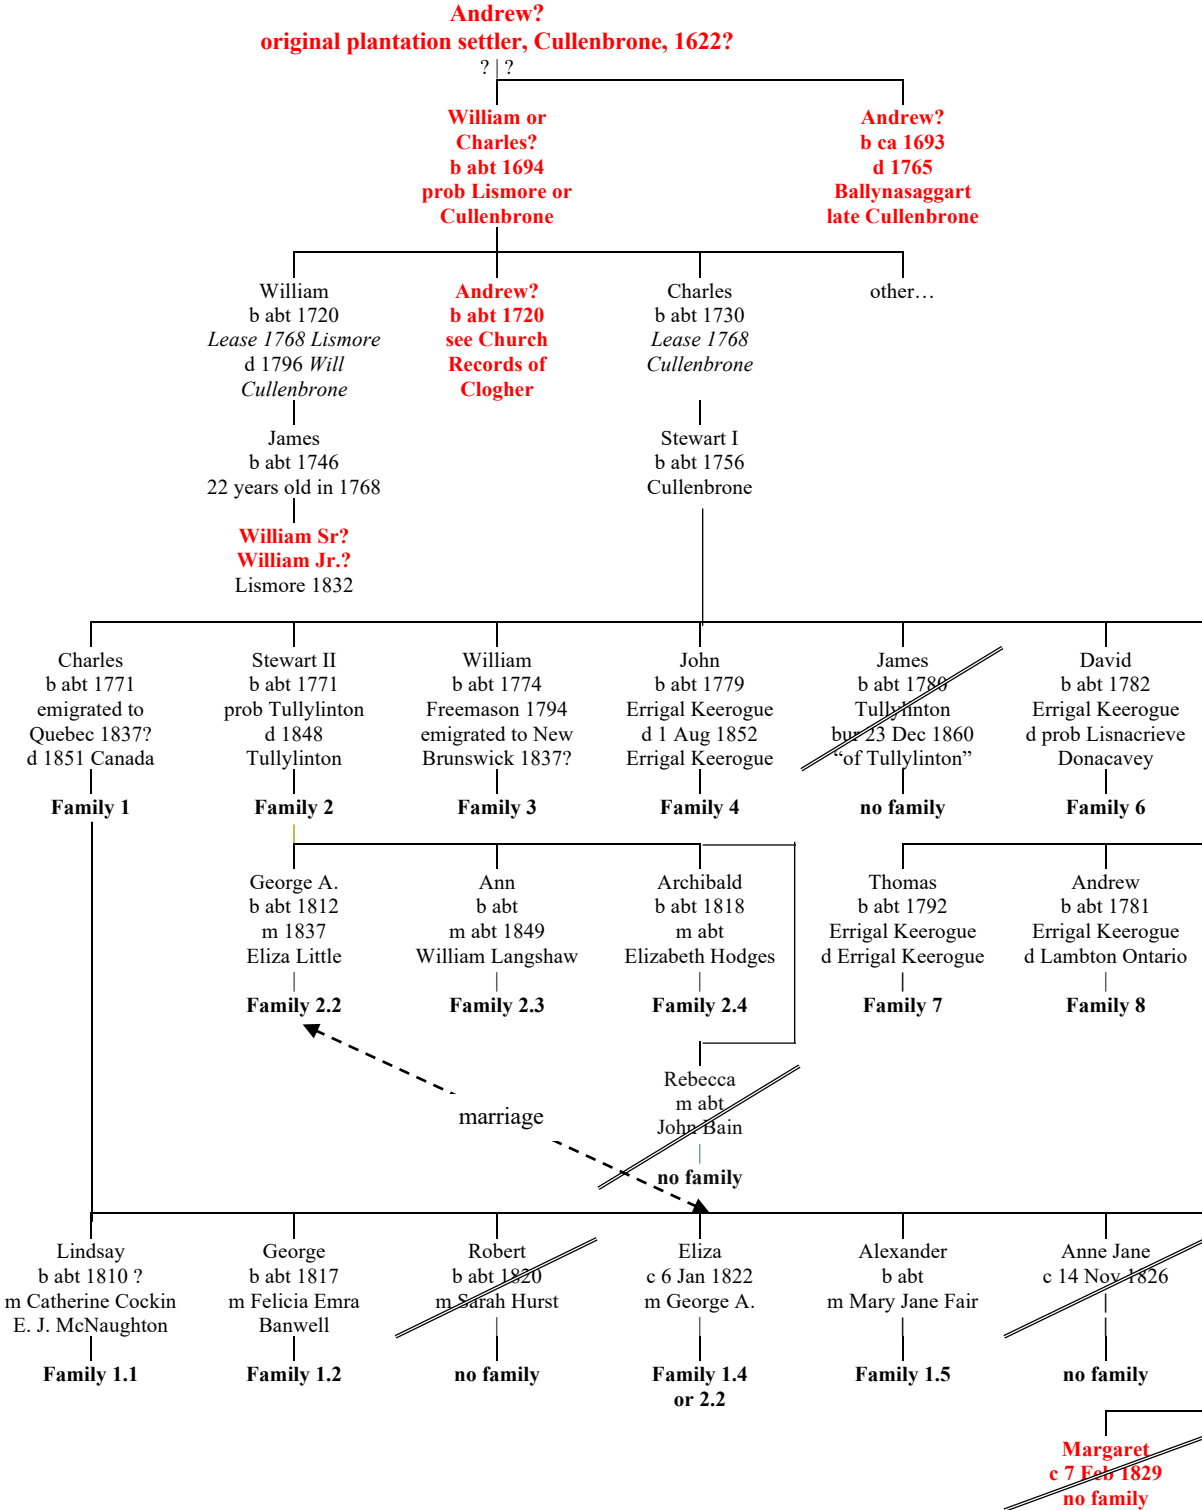 Andrew?
original plantation settler, Cullenbrone, 1622?
? | ?
William or
Charles?
b abt 1694
prob Lismore or
Cullenbrone
Andrew?
b ca 1693
d 1765
Ballynasaggart
late Cullenbrone
William
b abt 1720
Lease 1768 Lismore
d 1796 Will
Cullenbrone
Andrew?
b abt 1720
see Church
Records of
Clogher
Charles
b abt 1730
Lease 1768
Cullenbrone
other…
James
b abt 1746
22 years old in 1768
Stewart I
b abt 1756
Cullenbrone
William Sr?
William Jr.?
Lismore 1832
Charles
b abt 1771
emigrated to
Quebec 1837?
d 1851 Canada
Family 1
Stewart II
b abt 1771
prob Tullylinton
d 1848
Tullylinton
Family 2
William
b abt 1774
Freemason 1794
emigrated to New
Brunswick 1837?
Family 3
John
b abt 1779
Errigal Keerogue
d 1 Aug 1852
Errigal Keerogue
Family 4
James
b abt 1780
Tullylinton
bur 23 Dec 1860
“of Tullylinton”
no family
David
b abt 1782
Errigal Keerogue
d prob Lisnacrieve
Donacavey
Family 6
George A.
b abt 1812
m 1837
Eliza Little
Family 2.2
Ann
b abt
m abt 1849
William Langshaw
Family 2.3
Archibald
b abt 1818
m abt
Elizabeth Hodges
Family 2.4
Thomas
b abt 1792
Errigal Keerogue
d Errigal Keerogue
Family 7
Andrew
b abt 1781
Errigal Keerogue
d Lambton Ontario
Family 8
Rebecca
m abt
John Bain
no family
marriage
Lindsay
b abt 1810 ?
m Catherine Cockin
E. J. McNaughton
Family 1.1
George
b abt 1817
m Felicia Emra
Banwell
Family 1.2
Robert
b abt 1820
m Sarah Hurst
no family
Eliza
c 6 Jan 1822
m George A.
Family 1.4
or 2.2
Alexander
b abt
m Mary Jane Fair
Family 1.5
Anne Jane
c 14 Nov 1826
no family
Margaret
c 7 Feb 1829
no family